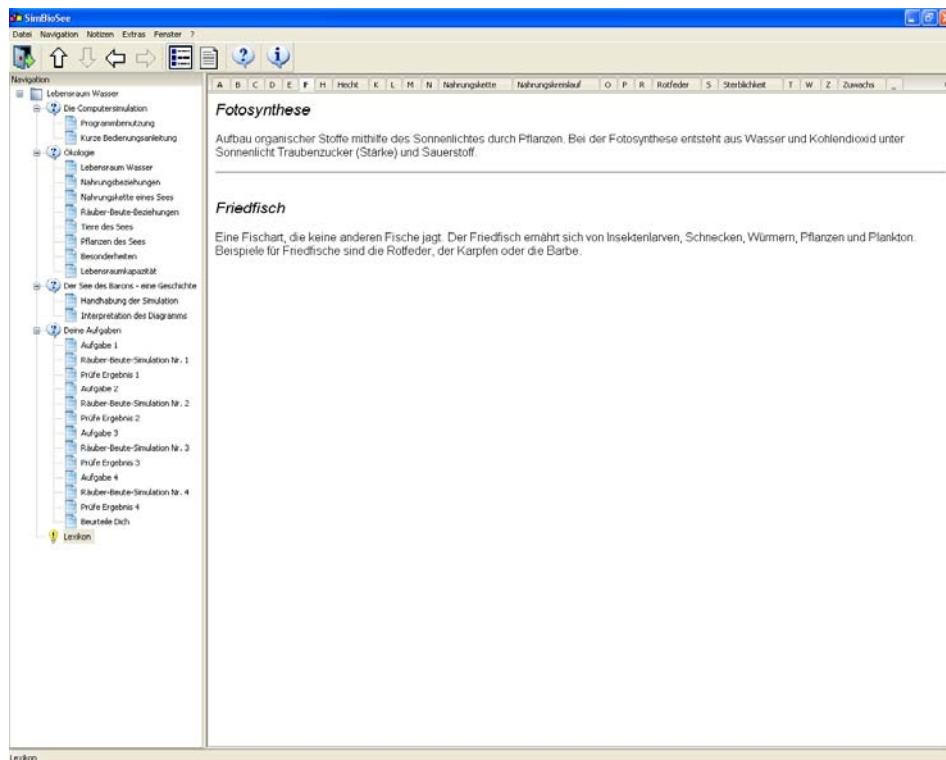 SimBioSee
Datei Navigation Notizen Extras Fenster ?
Navigation
Lebensraum Wasser
Die Computersimulation
Programmbenutzung
Kurze Bedienungsanleitung
Ökologie
Lebensraum Wasser
Nahrungsbeziehungen
Nahrungskette eines Sees
Räuber-Beute-Beziehungen
Tiere des Sees
Pflanzen des Sees
Besonderheiten
Lebensraumkapazität
Der See des Barons - eine Geschichte
Handhabung der Simulation
Interpretation des Diagramms
Deine Aufgaben
Aufgabe 1
Räuber-Beute-Simulation Nr. 1
Prüfe Ergebnis 1
Aufgabe 2
Räuber-Beute-Simulation Nr. 2
Prüfe Ergebnis 2
Aufgabe 3
Räuber-Beute-Simulation Nr. 3
Prüfe Ergebnis 3
Aufgabe 4
Räuber-Beute-Simulation Nr. 4
Prüfe Ergebnis 4
Beurteile Dich
Lexikon
A B C D E F H Hecht K L M N Nahrungskette Nahrungskreislauf O P R Rotfeder S Sterblichkeit T W Z Zuwachs _
Fotosynthese
Aufbau organischer Stoffe mithilfe des Sonnenlichtes durch Pflanzen. Bei der Fotosynthese entsteht aus Wasser und Kohlendioxid unter
Sonnenlicht Traubenzucker (Stärke) und Sauerstoff.
Friedfisch
Eine Fischart, die keine anderen Fische jagt. Der Friedfisch ernährt sich von Insektenlarven, Schnecken, Würmern, Pflanzen und Plankton.
Beispiele für Friedfische sind die Rotfeder, der Karpfen oder die Barbe.
Lexikon